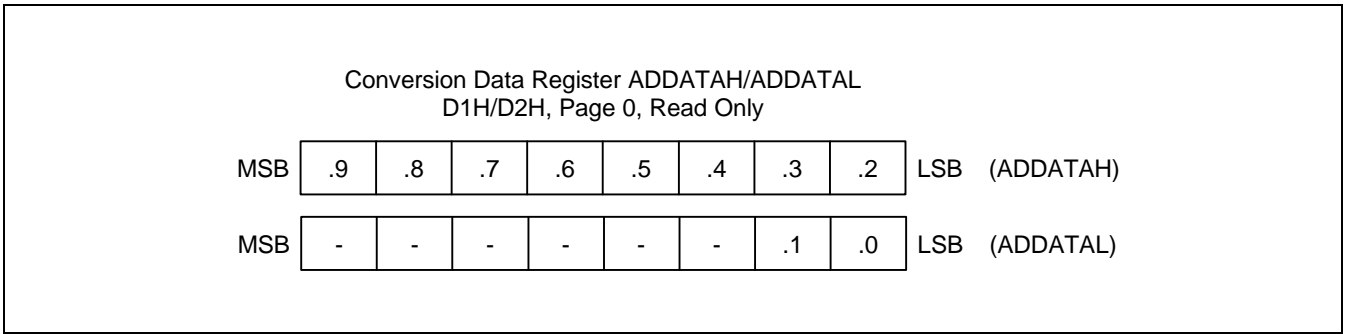 Conversion Data Register ADDATAH/ADDATAL
D1H/D2H, Page 0, Read Only
MSB .9 .8 .7 .6 .5 .4 .3 .2 LSB (ADDATAH)
MSB - - - - - - .1 .0 LSB (ADDATAL)